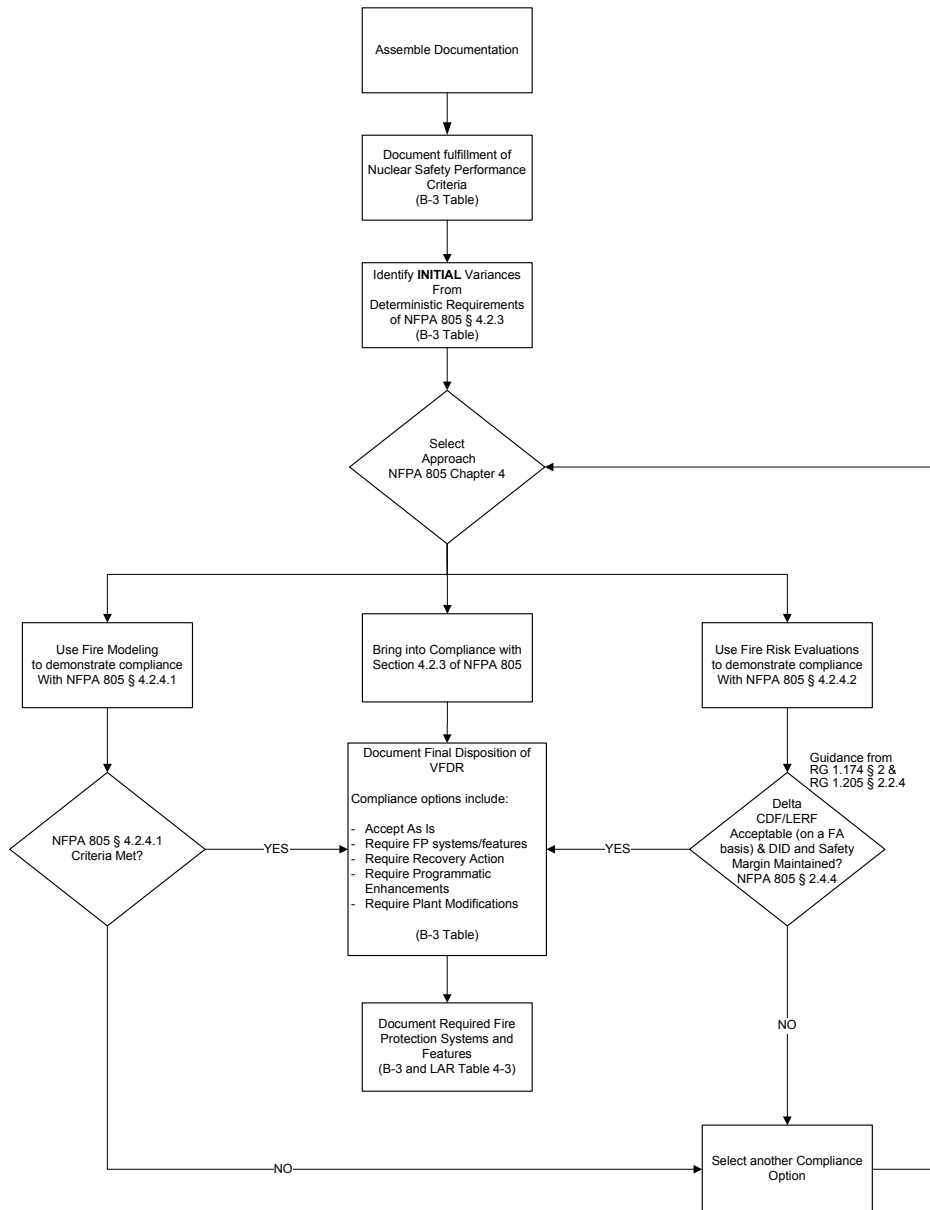 Assemble Documentation
Document fulfillment of
Nuclear Safety Performance
Criteria
(B-3 Table)
Identify INITIAL Variances
From
Deterministic Requirements
of NFPA 805 § 4.2.3
(B-3 Table)
Select
Approach
NFPA 805 Chapter 4
Use Fire Modeling
to demonstrate compliance
With NFPA 805 § 4.2.4.1
Bring into Compliance with
Section 4.2.3 of NFPA 805
Use Fire Risk Evaluations
to demonstrate compliance
With NFPA 805 § 4.2.4.2
Guidance from
RG 1.174 § 2 &
RG 1.205 § 2.2.4
NFPA 805 § 4.2.4.1
Criteria Met?
YES
Document Final Disposition of
VFDR
Compliance options include:
- Accept As Is
- Require FP systems/features
- Require Recovery Action
- Require Programmatic
Enhancements
- Require Plant Modifications
(B-3 Table)
YES
Delta
CDF/LERF
Acceptable (on a FA
basis) & DID and Safety
Margin Maintained?
NFPA 805 § 2.4.4
Document Required Fire
Protection Systems and
Features
(B-3 and LAR Table 4-3)
NO
NO
Select another Compliance
Option